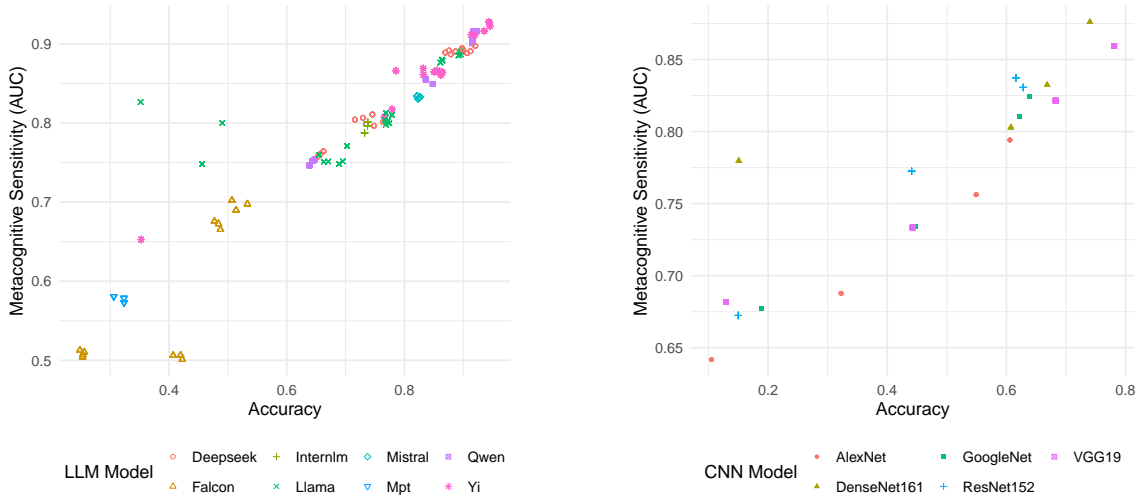 Metacognitive Sensitivity (AUC)
0.9
0.8
0.7
0.6
0.5
0.4
0.6
0.8
Accuracy
LLM Model
Deepseek
Internlm
Mistral
Qwen
Falcon
Llama
Mpt
Yi
Metacognitive Sensitivity (AUC)
0.85
0.80
0.75
0.70
0.65
0.2
0.4
0.6
0.8
Accuracy
CNN Model
AlexNet
GoogleNet
VGG19
DenseNet161
ResNet152